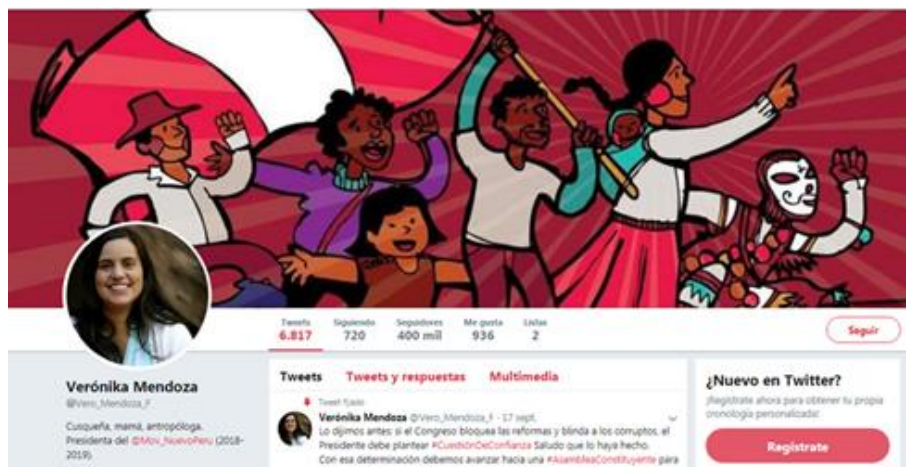 Tweets Siguiendo Seguidores Me gusta Listas
6.817 720 400 mil 936 2
Seguir
Verónika Mendoza
@Vero_Mendoza_F
Cusqueña, mamá, antropóloga.
Presidenta del @Mov_NuevoPeru (2018-
2019).
Tweets Tweets y respuestas Multimedia
Tweet fijado
Verónika Mendoza @Vero_Mendoza_F · 17 sept.
Lo dijimos antes: si el Congreso bloquea las reformas y blinda a los corruptos, el
Presidente debe plantear #CuestiónDeConfianza Saludo que lo haya hecho.
Con esa determinación debemos avanzar hacia una #AsambleaConstituyente para
¿Nuevo en Twitter?
¡Regístrate ahora para obtener tu propia
cronología personalizada!
Regístrate